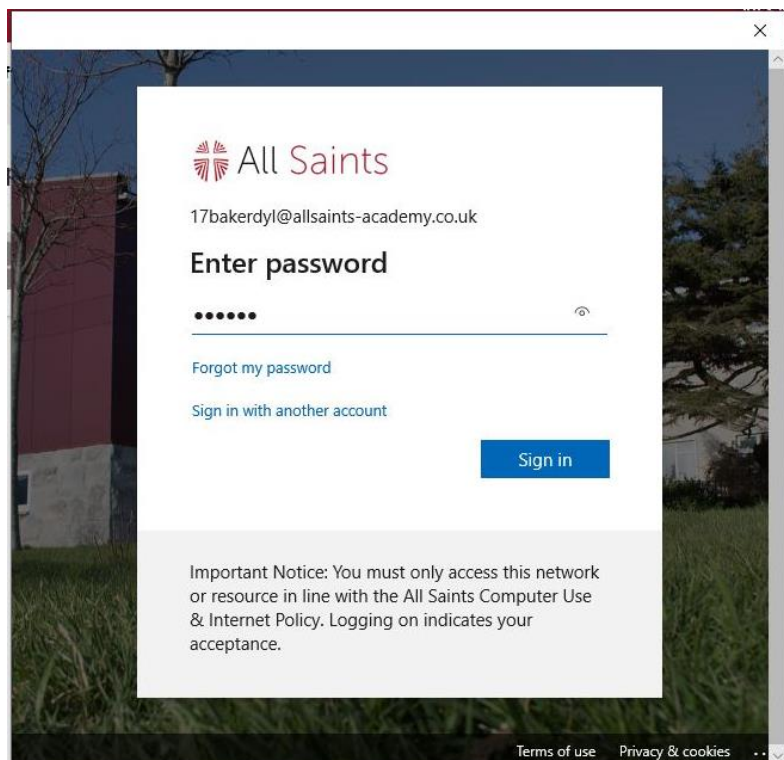 All Saints
17bakerdyl@allsaints-academy.co.uk
Enter password
Forgot my password
Sign in with another account
Sign in
Important Notice: You must only access this network
or resource in line with the All Saints Computer Use
& Internet Policy. Logging on indicates your
acceptance.
Terms of use Privacy & cookies